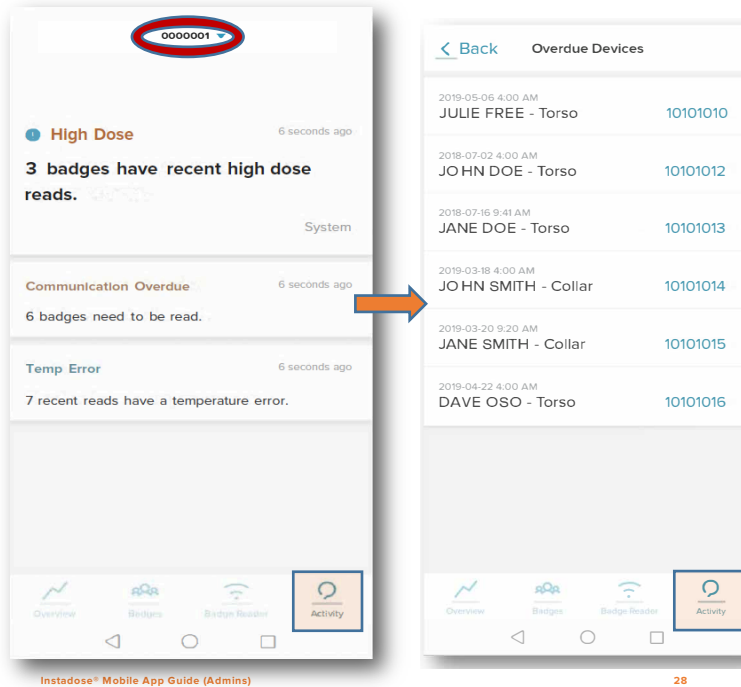 0000001
High Dose
6 seconds ago
3 badges have recent high dose
reads.
System
Communication Overdue
6 seconds ago
6 badges need to be read.
Temp Error
6 seconds ago
7 recent reads have a temperature error.
Overview
Badges
Badge Reader
Activity
< Back
Overdue Devices
2019-05-06 4:00 AM
JULIE FREE - Torso
10101010
2018-07-02 4:00 AM
JOHN DOE - Torso
10101012
2018-07-16 9:41 AM
JANE DOE - Torso
10101013
2019-03-18 4:00 AM
JOHN SMITH - Collar
10101014
2019-03-20 9:20 AM
JANE SMITH - Collar
10101015
2019-04-22 4:00 AM
DAVE OSO - Torso
10101016
Overview
Badges
Badge Reader
Activity
Instadose® Mobile App Guide (Admins)
28